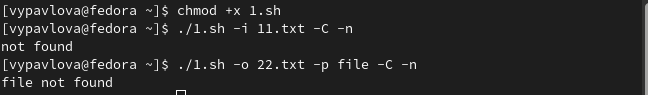 [vypavlova@fedora ~]$ chmod +x 1.sh
[vypavlova@fedora ~]$ ./1.sh -i 11.txt -C -n
not found
[vypavlova@fedora ~]$ ./1.sh -o 22.txt -p file -C -n
file not found